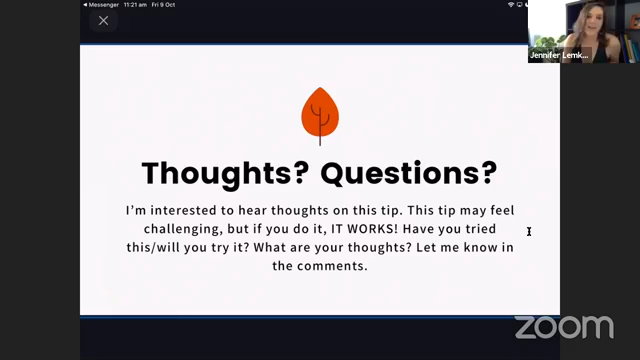 Messenger 11:21 am Fri 9 Oct
Jennifer Lemk...
Thoughts? Questions?
I'm interested to hear thoughts on this tip. This tip may feel
challenging, but if you do it, IT WORKS! Have you tried
this/will you try it? What are your thoughts? Let me know in
the comments.
zoom